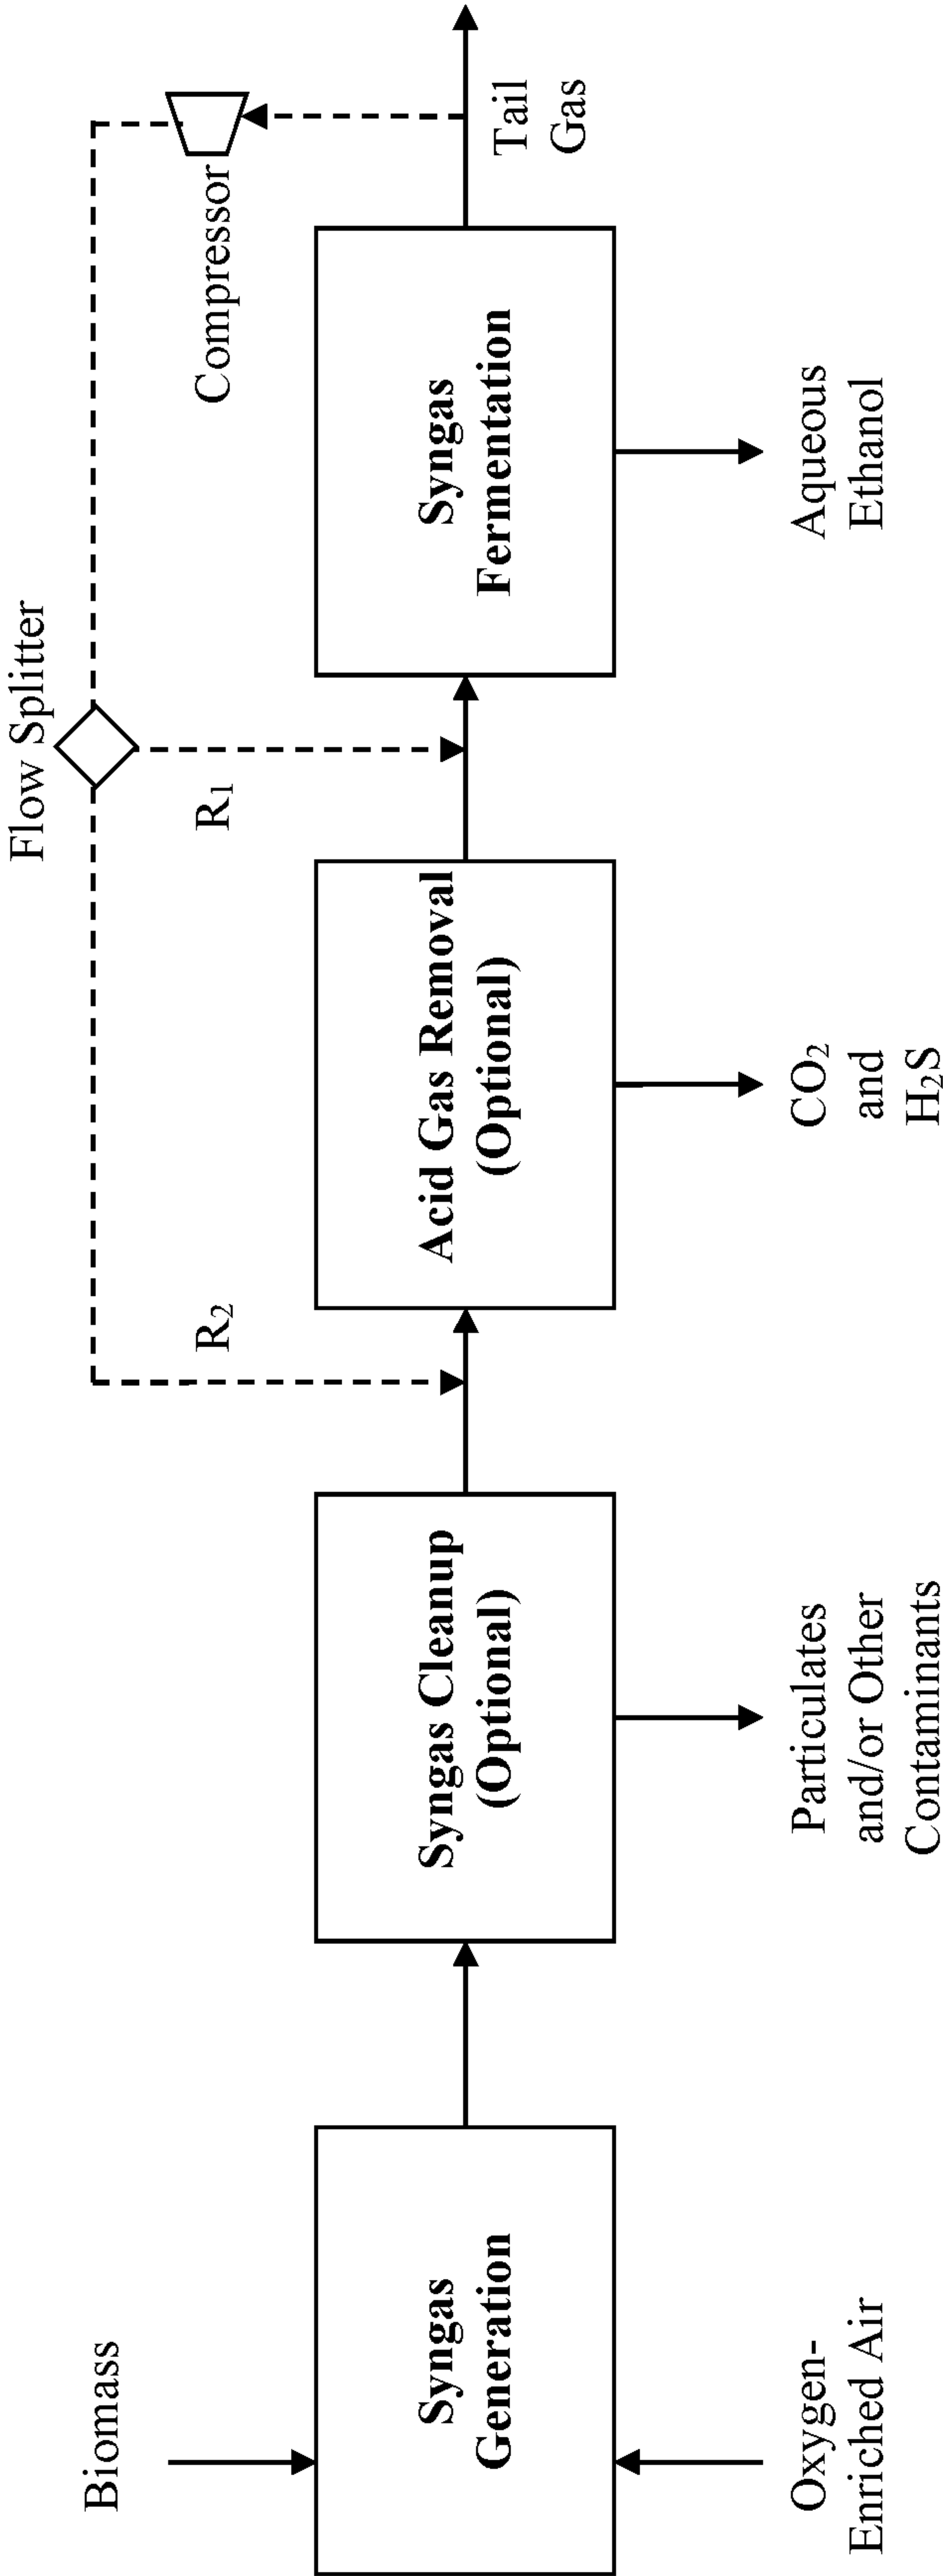 Flow Splitter
Biomass
R₂
R₁
Compressor
Syngas
Generation
Syngas Cleanup
(Optional)
Acid Gas Removal
(Optional)
Syngas
Fermentation
Tail
Gas
Oxygen-
Enriched Air
Particulates
and/or Other
Contaminants
CO₂
and
H₂S
Aqueous
Ethanol